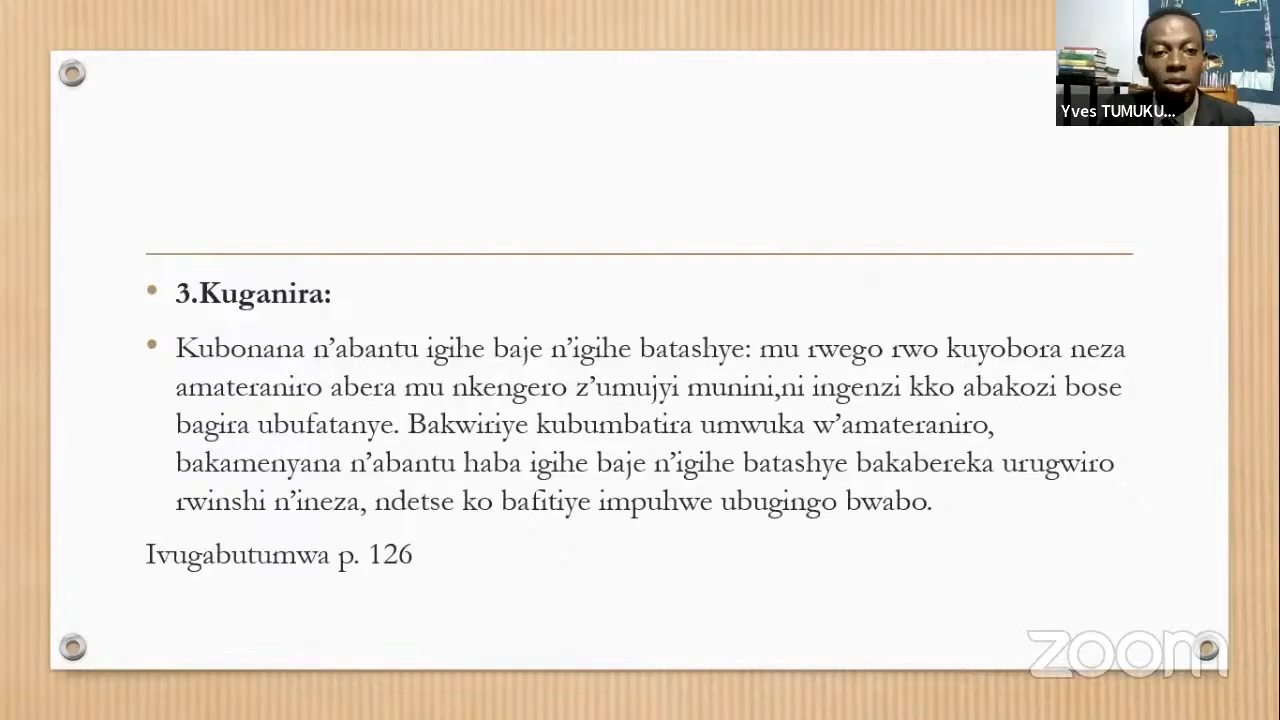 Yves TUMUKU...
• 3.Kuganira:
• Kubonana n’abantu igihe baje n’igihe batashye: mu rwego rwo kuyobora neza
amateraniro abera mu nkengero z’umujyi munini,ni ingenzi kko abakozi bose
bagira ubufatanye. Bakwiriye kubumbatira umwuka w’amateraniro,
bakamenyana n’abantu haba igihe baje n’igihe batashye bakabereka urugwiro
rwinshi n’ineza, ndetse ko bafitiye impuhwe ubugingo bwabo.
Ivugabutumwa p. 126
zoom